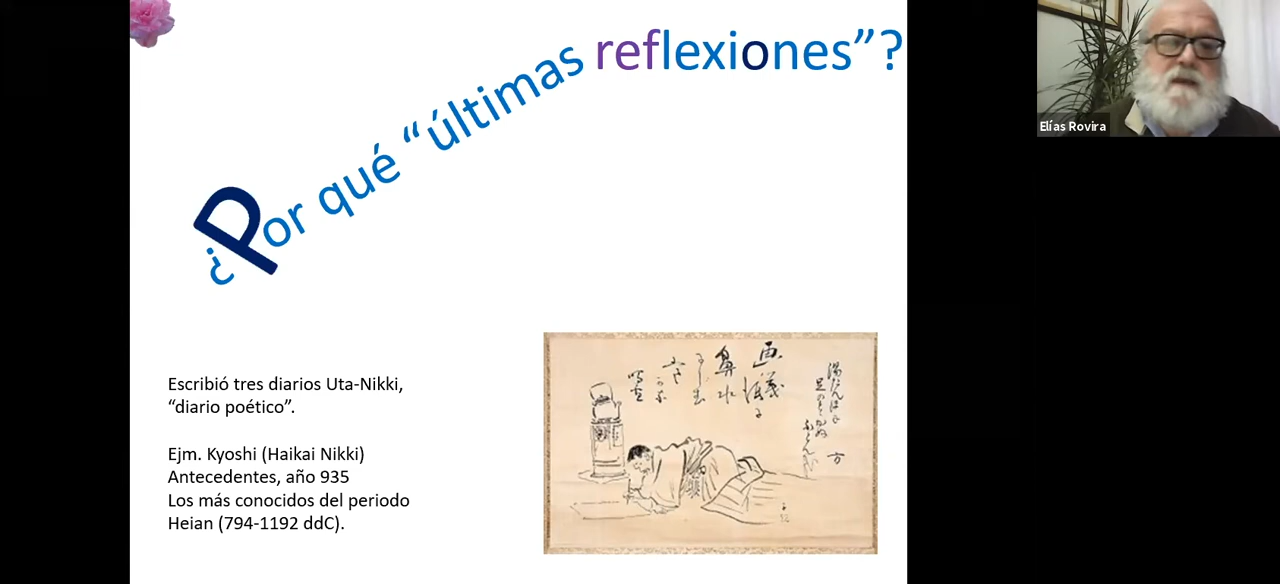 ¿Por qué “últimas reflexiones”?
Elías Rovira
Escribió tres diarios Uta-Nikki,
“diario poético”.
Ejm. Kyoshi (Haikai Nikki)
Antecedentes, año 935
Los más conocidos del periodo
Heian (794-1192 ddC).